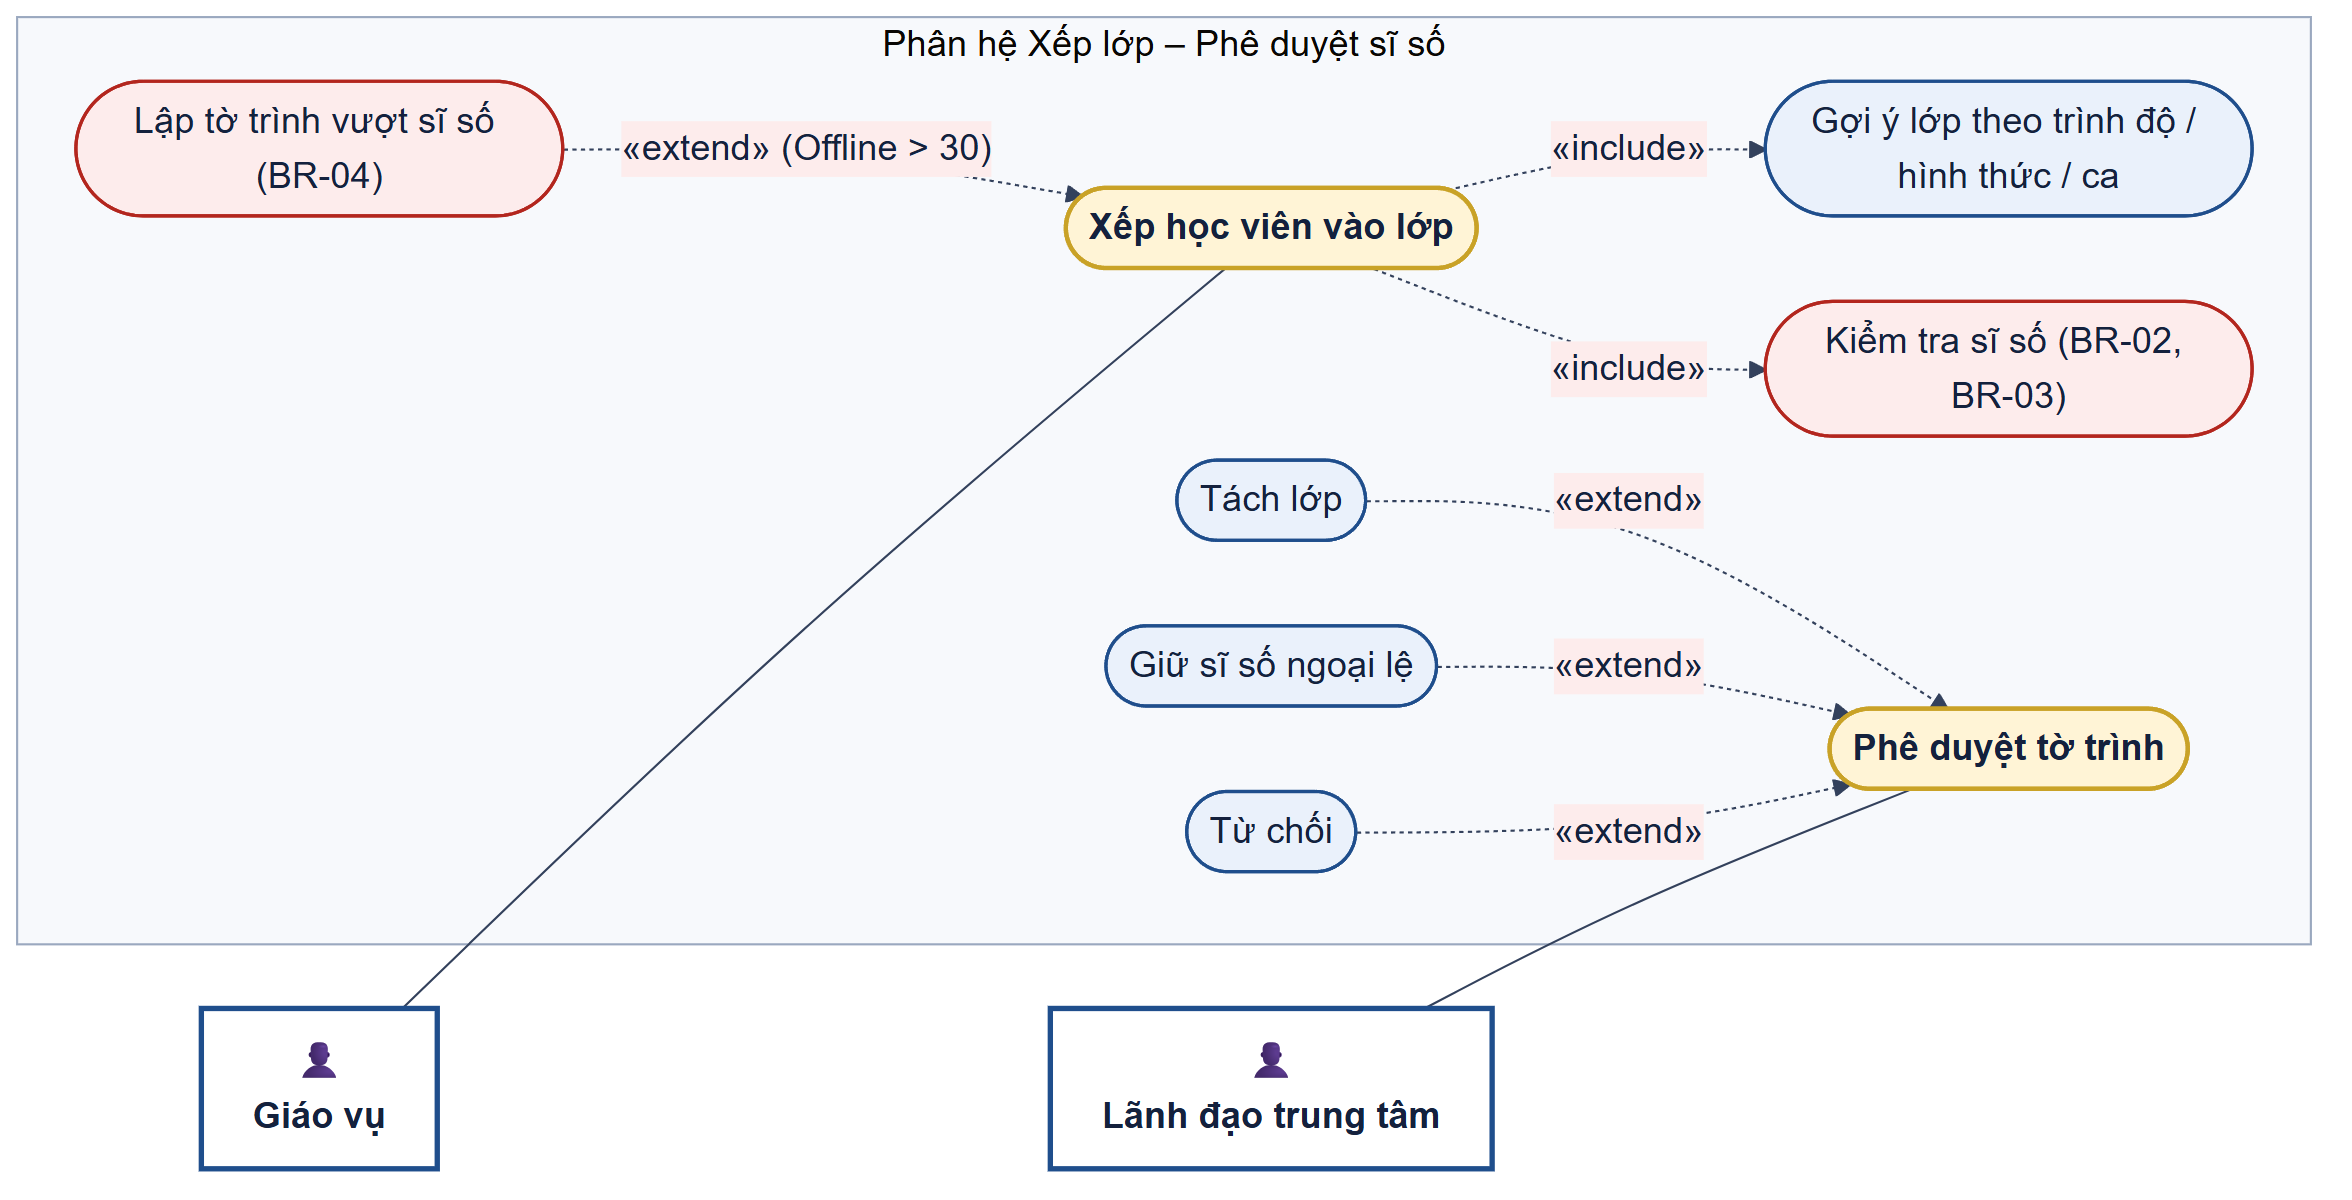 Phân hệ Xếp lớp – Phê duyệt sĩ số
Lập tờ trình vượt sĩ số
(BR-04)
«extend» (Offline > 30)
Xếp học viên vào lớp
«include»
Gợi ý lớp theo trình độ /
hình thức / ca
«include»
Kiểm tra sĩ số (BR-02,
BR-03)
Tách lớp
«extend»
Giữ sĩ số ngoại lệ
«extend»
Phê duyệt tờ trình
Từ chối
«extend»
Giáo vụ
Lãnh đạo trung tâm